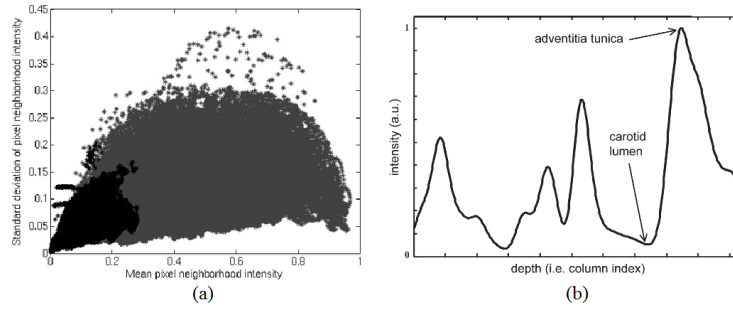 Standard deviation of pixel neighborhood intensity
0.45
0.4
0.35
0.3
0.25
0.2
0.15
0.1
0.05
0
0
0.2
0.4
0.6
0.8
1
Mean pixel neighborhood intensity
(a)
intensity (a.u.)
1
0
adventitia tunica
carotid
lumen
depth (i.e. column index)
(b)